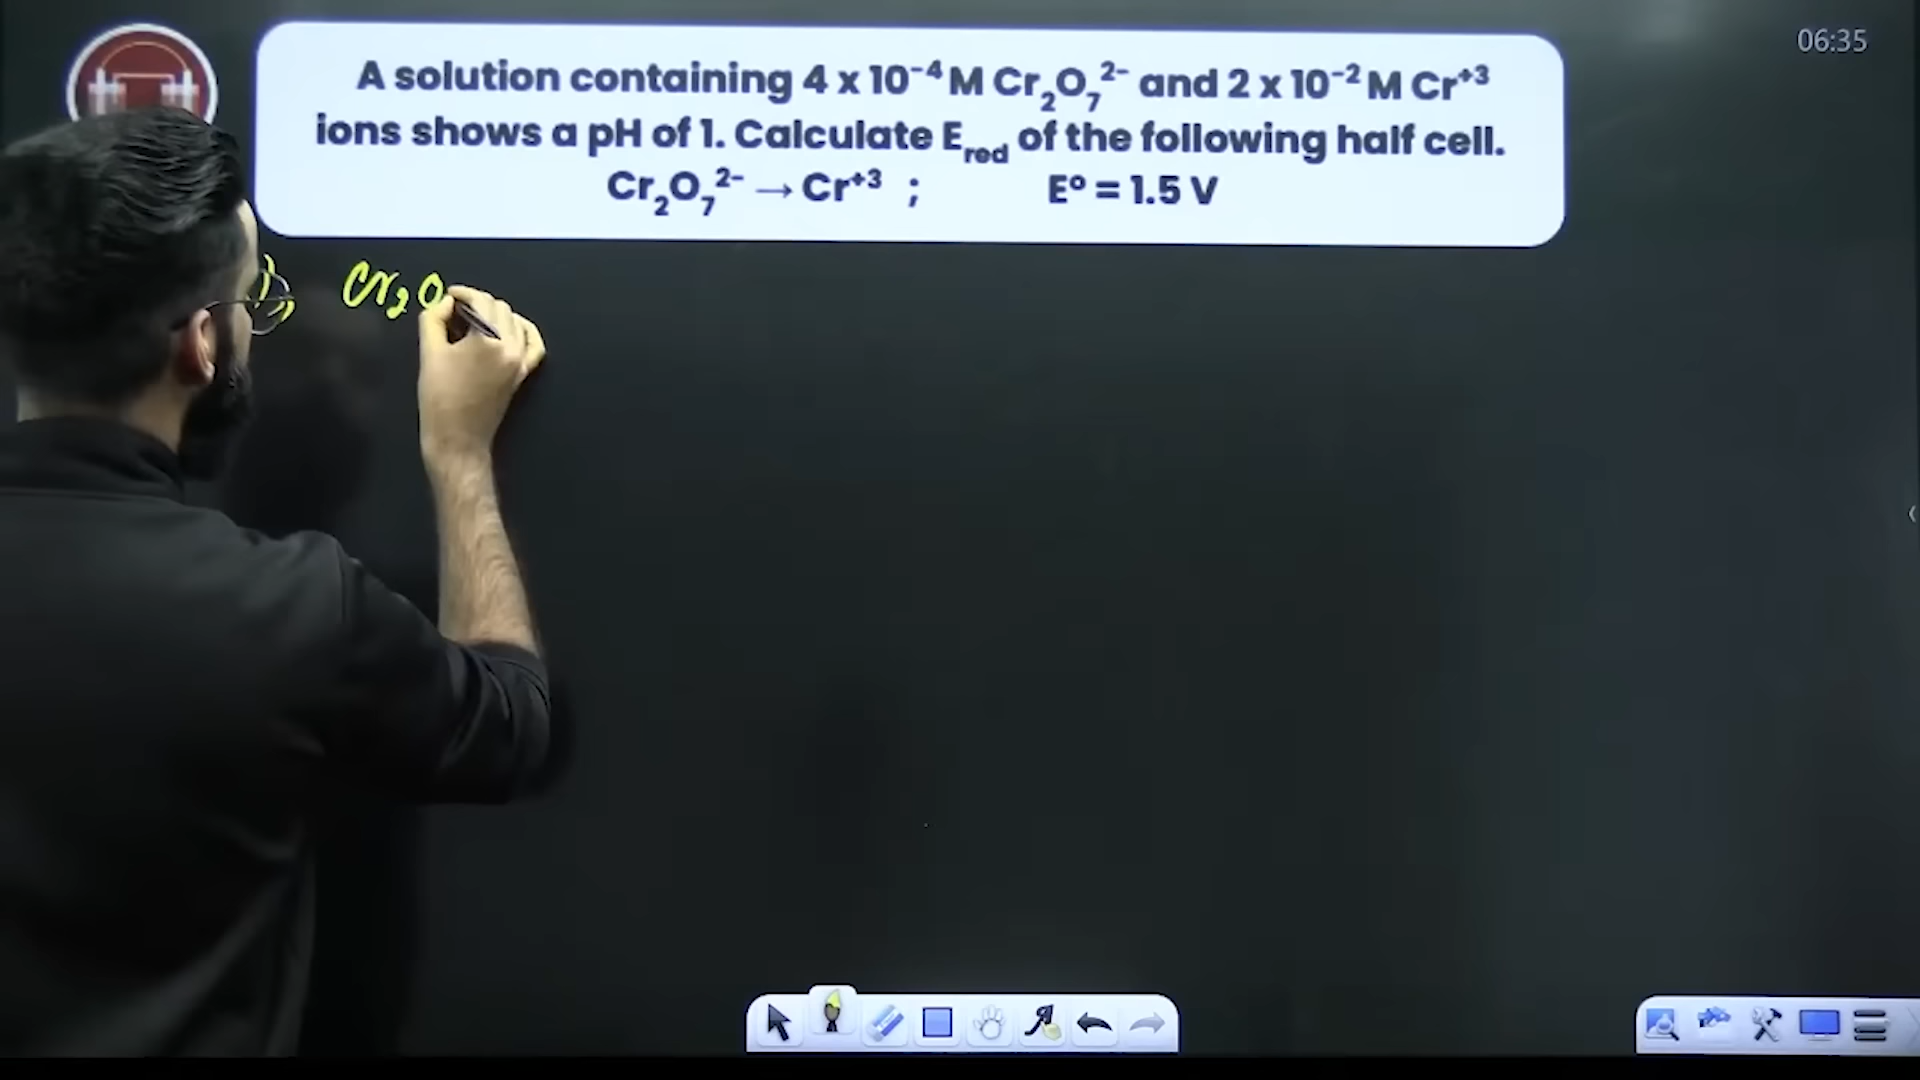 06:35
A solution containing 4 x 10⁻⁴ M Cr₂O₇²⁻ and 2 x 10⁻² M Cr⁺³
ions shows a pH of 1. Calculate E_red of the following half cell.
Cr₂O₇²⁻ → Cr⁺³ ; E⁰ = 1.5 V
Cr₂O